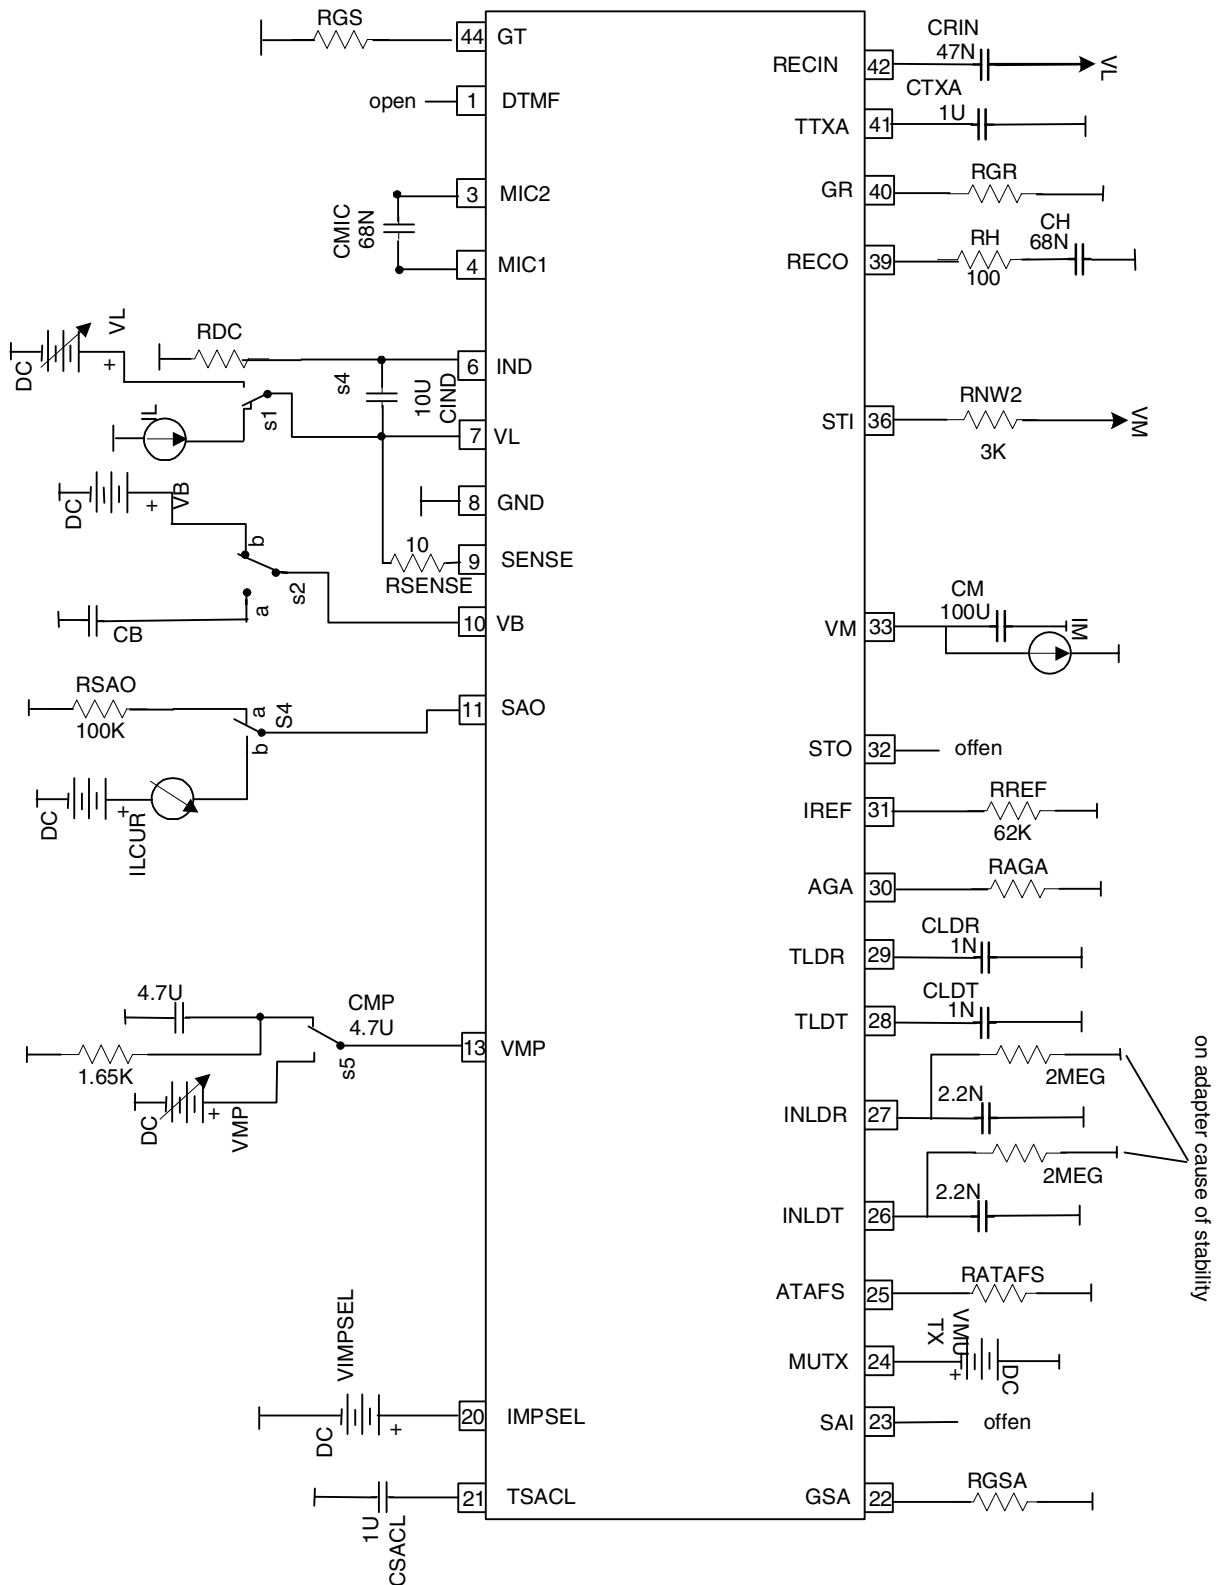 RGS
44 GT
open 1 DTMF
3 MIC2
CMIC
68N
4 MIC1
DC
+
VL
RDC
s4
10U
CIND
6 IND
IL
s1
7 VL
DC
+
VB
8 GND
b
s2
a
10
RSENSE
9 SENSE
CB
10 VB
RSAO
100K
a
S4
b
11 SAO
DC
+
ILCUR
4.7U
CMP
4.7U
1.65K
s5
13 VMP
DC
+
VMP
VIMPSEL
DC
+
20 IMPSEL
1U
CSACL
21 TSACL
RECIN 42
CRIN
47N
VL
TTXA 41
CTXA
1U
GR 40
RGR
RECO 39
RH
100
CH
68N
STI 36
RNW2
3K
VM
VM 33
CM
100U
IM
STO 32 offen
IREF 31
RREF
62K
AGA 30
RAGA
TLDR 29
CLDR
1N
TLDT 28
CLDT
1N
2MEG
INLDR 27
2.2N
2MEG
INLDT 26
2.2N
on adapter cause of stability
ATAFS 25
RATAFS
MUTX 24
VMU
TX
+
DC
SAI 23 offen
GSA 22
RGSA